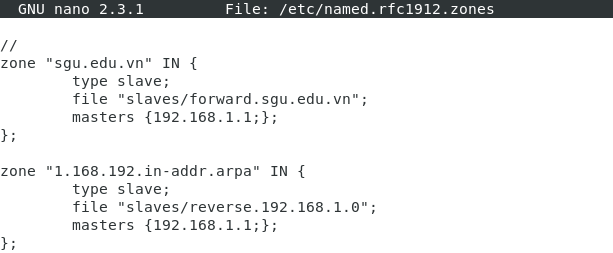 GNU nano 2.3.1 File: /etc/named.rfc1912.zones
//
zone "sgu.edu.vn" IN {
        type slave;
        file "slaves/forward.sgu.edu.vn";
        masters {192.168.1.1;};
};
zone "1.168.192.in-addr.arpa" IN {
        type slave;
        file "slaves/reverse.192.168.1.0";
        masters {192.168.1.1;};
};